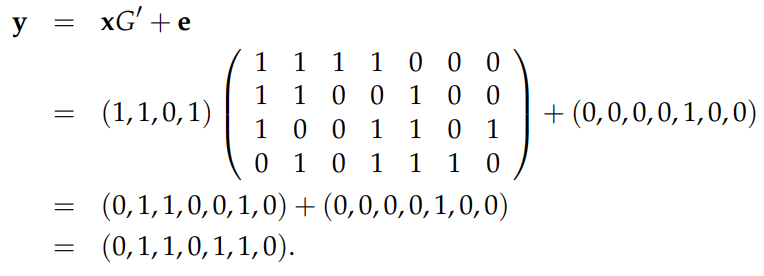 y = xG′ + e
= (1,1,0,1) ( 1 1 1 1 0 0 0
1 1 0 0 1 0 0
1 0 0 1 1 0 1
0 1 0 1 1 1 0 ) + (0,0,0,0,1,0,0)
= (0,1,1,0,0,1,0) + (0,0,0,0,1,0,0)
= (0,1,1,0,1,1,0).